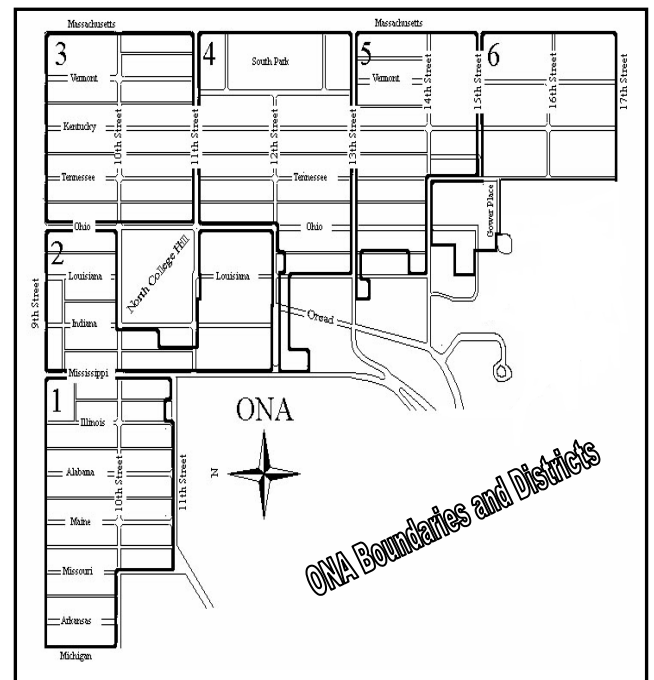 Massachusetts
Massachusetts
3
4
5
6
South Park
Vermont
Vermont
10th Street
11th Street
12th Street
13th Street
14th Street
15th Street
16th Street
17th Street
Kentucky
Tennessee
Tennessee
Ohio
Ohio
Gower Place
2
North College Hill
Louisiana
Louisiana
9th Street
Indiana
Oread
Mississippi
1
Illinois
ONA
N
Alabama
10th Street
11th Street
Maine
Missouri
Arkansas
Michigan
ONA Boundaries and Districts